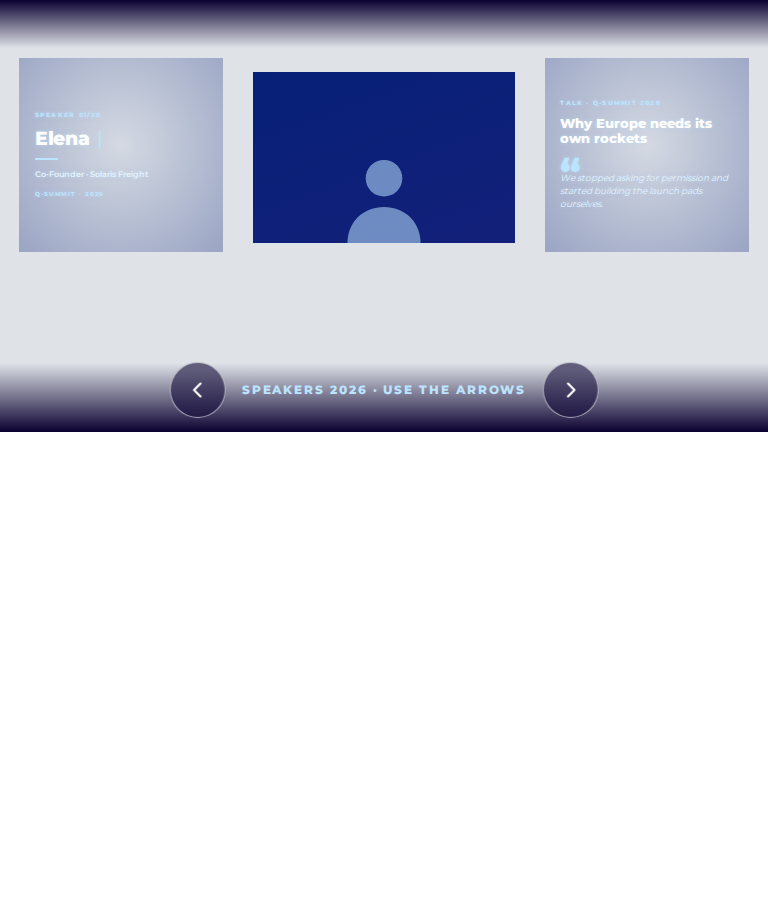 SPEAKER 01/26
Elena
Co-Founder · Solaris Freight
Q-SUMMIT · 2026
TALK · Q-SUMMIT 2026
Why Europe needs its
own rockets
“
We stopped asking for permission and
started building the launch pads
ourselves.
SPEAKERS 2026 · USE THE ARROWS